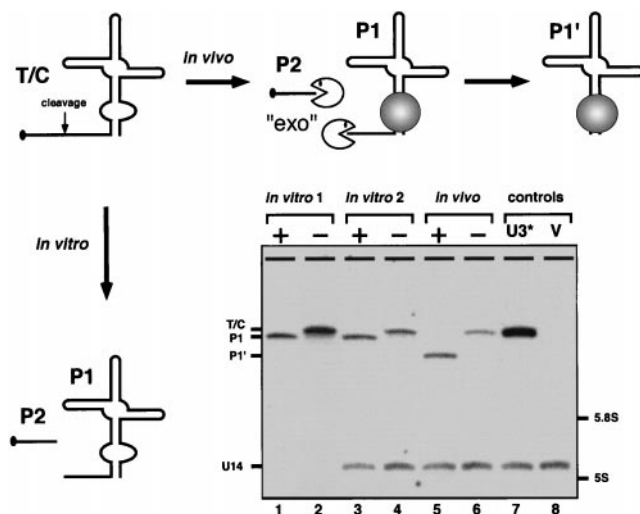 T/C
cleavage
in vivo
P2
"exo"
P1
P1'
in vitro
P1
P2
in vitro 1 in vitro 2 in vivo controls
+ − + − + − U3* V
T/C
P1
P1'
U14
5.8S
5S
1 2 3 4 5 6 7 8